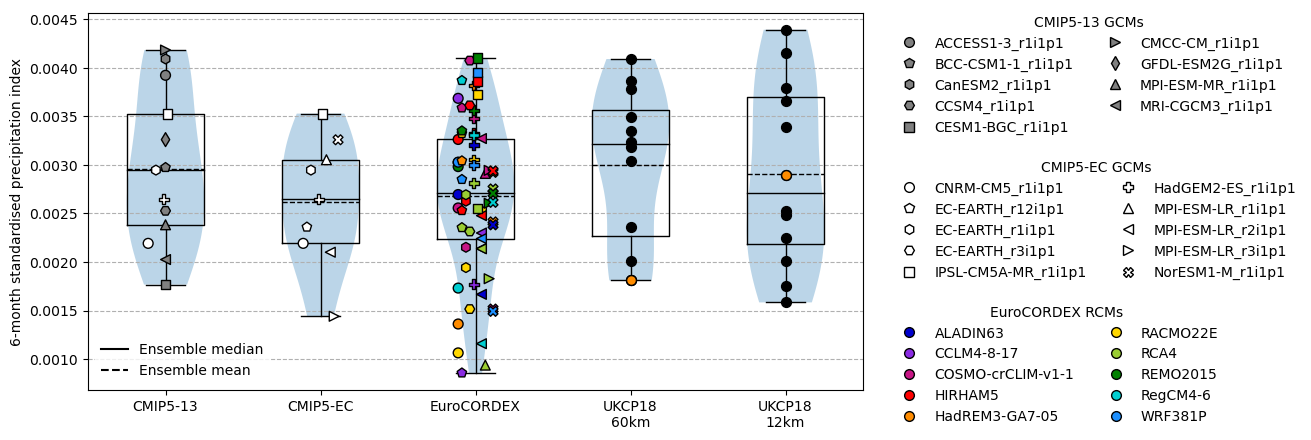 6-month standardised precipitation index
0.0045
0.0040
0.0035
0.0030
0.0025
0.0020
0.0015
0.0010
Ensemble median
Ensemble mean
CMIP5-13
CMIP5-EC
EuroCORDEX
UKCP18
60km
UKCP18
12km
CMIP5-13 GCMs
ACCESS1-3_r1i1p1
BCC-CSM1-1_r1i1p1
CanESM2_r1i1p1
CCSM4_r1i1p1
CESM1-BGC_r1i1p1
CMCC-CM_r1i1p1
GFDL-ESM2G_r1i1p1
MPI-ESM-MR_r1i1p1
MRI-CGCM3_r1i1p1
CMIP5-EC GCMs
CNRM-CM5_r1i1p1
EC-EARTH_r12i1p1
EC-EARTH_r1i1p1
EC-EARTH_r3i1p1
IPSL-CM5A-MR_r1i1p1
HadGEM2-ES_r1i1p1
MPI-ESM-LR_r1i1p1
MPI-ESM-LR_r2i1p1
MPI-ESM-LR_r3i1p1
NorESM1-M_r1i1p1
EuroCORDEX RCMs
ALADIN63
CCLM4-8-17
COSMO-crCLIM-v1-1
HIRHAM5
HadREM3-GA7-05
RACMO22E
RCA4
REMO2015
RegCM4-6
WRF381P